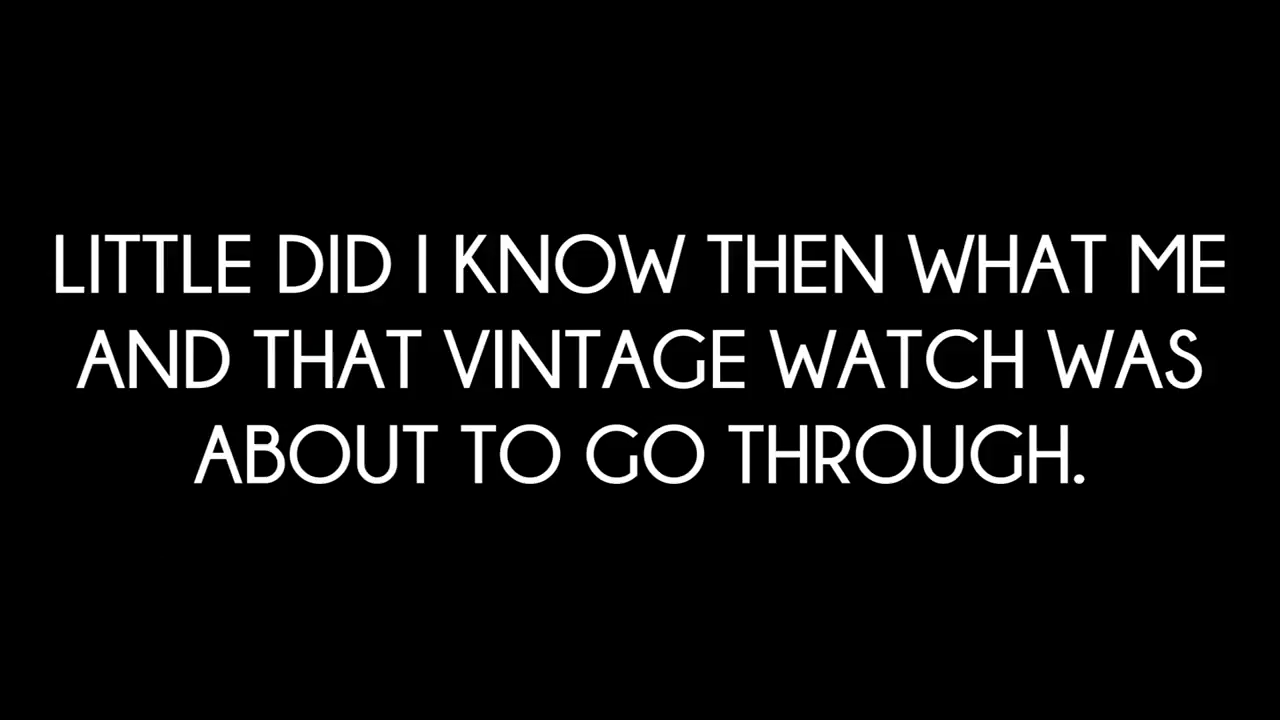 LITTLE DID I KNOW THEN WHAT ME
AND THAT VINTAGE WATCH WAS
ABOUT TO GO THROUGH.